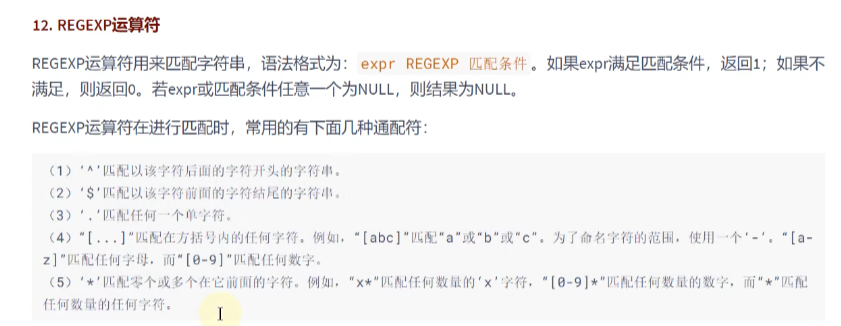 12. REGEXP运算符
REGEXP运算符用来匹配字符串，语法格式为：expr REGEXP 匹配条件。如果expr满足匹配条件，返回1；如果不
满足，则返回0。若expr或匹配条件任意一个为NULL，则结果为NULL。
REGEXP运算符在进行匹配时，常用的有下面几种通配符：
（1）‘^’匹配以该字符后面的字符开头的字符串。
（2）‘$’匹配以该字符前面的字符结尾的字符串。
（3）‘.’匹配任何一个单字符。
（4）“[...]”匹配在方括号内的任何字符。例如，“[abc]”匹配“a”或“b”或“c”。为了命名字符的范围，使用一个‘-’。“[a-
z]”匹配任何字母，而“[0-9]”匹配任何数字。
（5）‘*’匹配零个或多个在它前面的字符。例如，“x*”匹配任何数量的‘x’字符，“[0-9]*”匹配任何数量的数字，而“*”匹配
任何数量的任何字符。